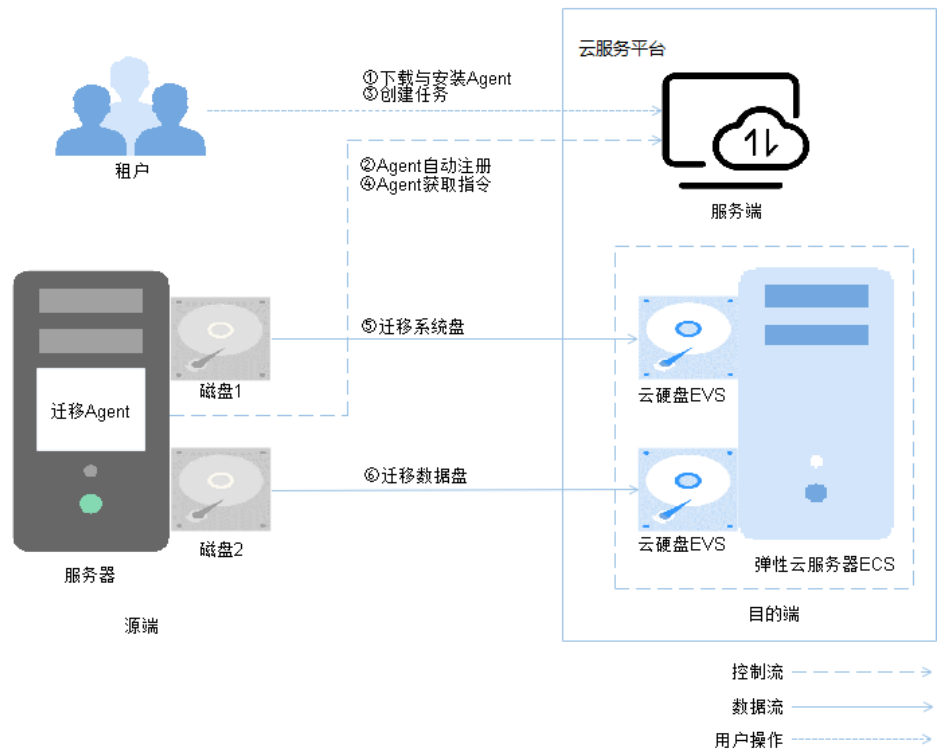 云服务平台
①下载与安装Agent
③创建任务
租户
②Agent自动注册
④Agent获取指令
服务端
⑤迁移系统盘
磁盘1
云硬盘EVS
迁移Agent
⑥迁移数据盘
磁盘2
云硬盘EVS
弹性云服务器ECS
服务器
目的端
源端
控制流
数据流
用户操作